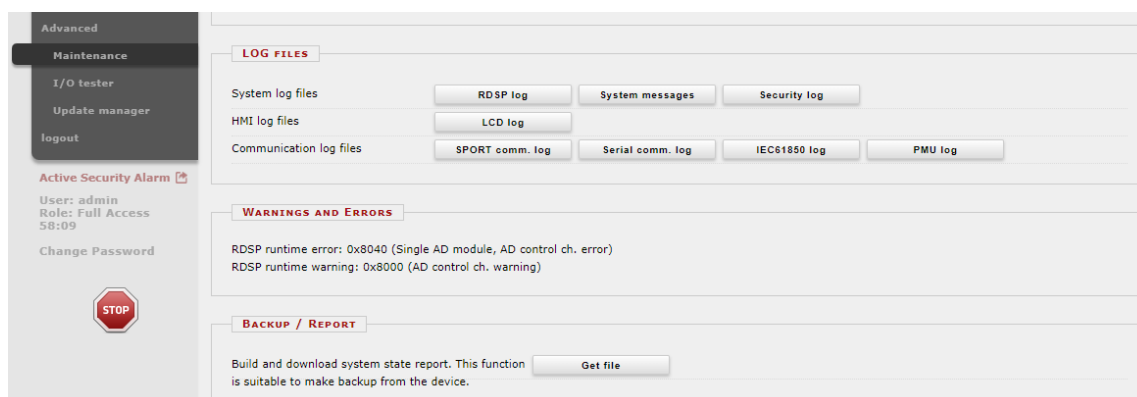 Advanced
Maintenance
I/O tester
Update manager
logout
Active Security Alarm
User: admin
Role: Full Access
58:09
Change Password
STOP
LOG FILES
System log files RDSP log System messages Security log
HMI log files LCD log
Communication log files SPORT comm. log Serial comm. log IEC61850 log PMU log
WARNINGS AND ERRORS
RDSP runtime error: 0x8040 (Single AD module, AD control ch. error)
RDSP runtime warning: 0x8000 (AD control ch. warning)
BACKUP / REPORT
Build and download system state report. This function Get file
is suitable to make backup from the device.